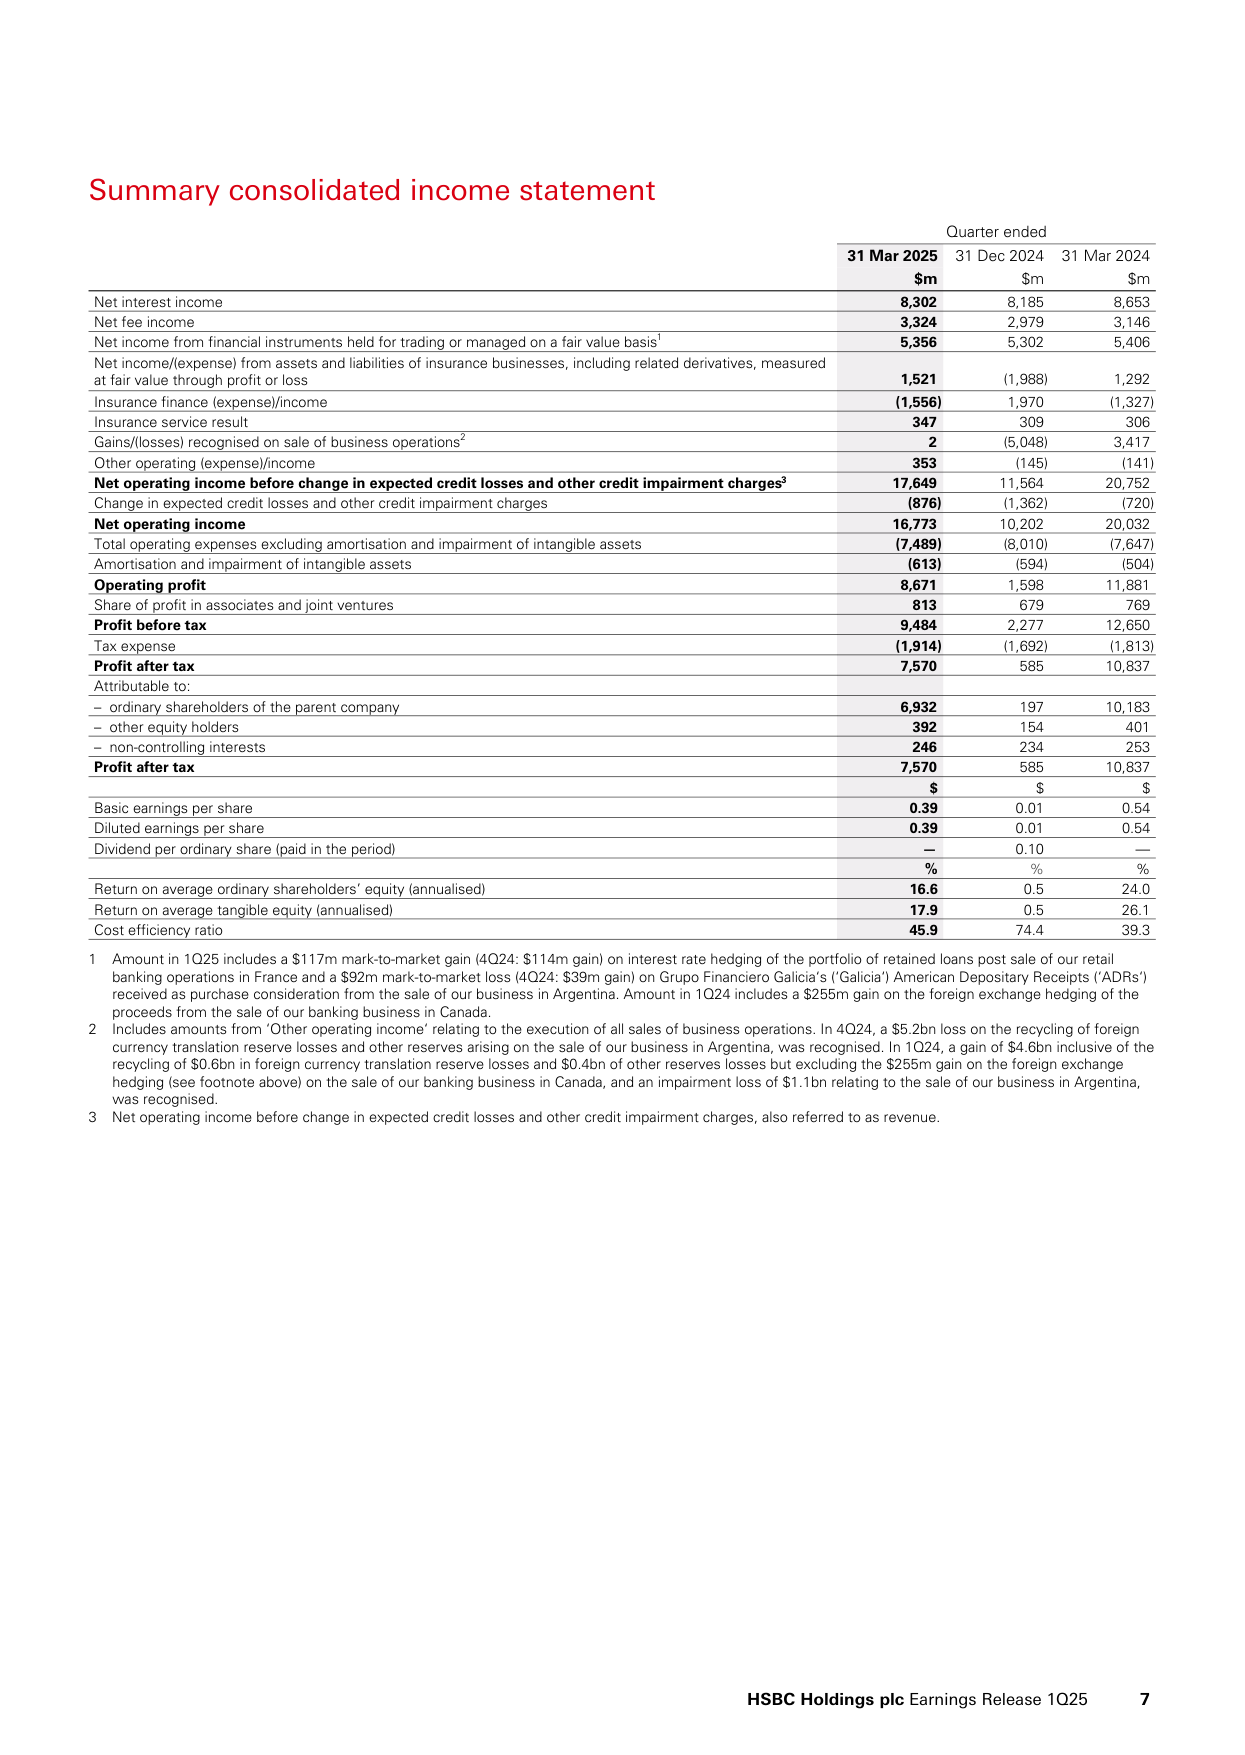 Summary consolidated income statement
Quarter ended
31 Mar 2025 31 Dec 2024 31 Mar 2024
$m $m $m
Net interest income 8,302 8,185 8,653
Net fee income 3,324 2,979 3,146
Net income from financial instruments held for trading or managed on a fair value basis1 5,356 5,302 5,406
Net income/(expense) from assets and liabilities of insurance businesses, including related derivatives, measured
at fair value through profit or loss 1,521 (1,988) 1,292
Insurance finance (expense)/income (1,556) 1,970 (1,327)
Insurance service result 347 309 306
Gains/(losses) recognised on sale of business operations2 2 (5,048) 3,417
Other operating (expense)/income 353 (145) (141)
Net operating income before change in expected credit losses and other credit impairment charges3 17,649 11,564 20,752
Change in expected credit losses and other credit impairment charges (876) (1,362) (720)
Net operating income 16,773 10,202 20,032
Total operating expenses excluding amortisation and impairment of intangible assets (7,489) (8,010) (7,647)
Amortisation and impairment of intangible assets (613) (594) (504)
Operating profit 8,671 1,598 11,881
Share of profit in associates and joint ventures 813 679 769
Profit before tax 9,484 2,277 12,650
Tax expense (1,914) (1,692) (1,813)
Profit after tax 7,570 585 10,837
Attributable to:
– ordinary shareholders of the parent company 6,932 197 10,183
– other equity holders 392 154 401
– non-controlling interests 246 234 253
Profit after tax 7,570 585 10,837
$ $ $
Basic earnings per share 0.39 0.01 0.54
Diluted earnings per share 0.39 0.01 0.54
Dividend per ordinary share (paid in the period) — 0.10 —
% % %
Return on average ordinary shareholders’ equity (annualised) 16.6 0.5 24.0
Return on average tangible equity (annualised) 17.9 0.5 26.1
Cost efficiency ratio 45.9 74.4 39.3
1 Amount in 1Q25 includes a $117m mark-to-market gain (4Q24: $114m gain) on interest rate hedging of the portfolio of retained loans post sale of our retail
banking operations in France and a $92m mark-to-market loss (4Q24: $39m gain) on Grupo Financiero Galicia‘s (‘Galicia’) American Depositary Receipts (‘ADRs’)
received as purchase consideration from the sale of our business in Argentina. Amount in 1Q24 includes a $255m gain on the foreign exchange hedging of the
proceeds from the sale of our banking business in Canada.
2 Includes amounts from ‘Other operating income’ relating to the execution of all sales of business operations. In 4Q24, a $5.2bn loss on the recycling of foreign
currency translation reserve losses and other reserves arising on the sale of our business in Argentina, was recognised. In 1Q24, a gain of $4.6bn inclusive of the
recycling of $0.6bn in foreign currency translation reserve losses and $0.4bn of other reserves losses but excluding the $255m gain on the foreign exchange
hedging (see footnote above) on the sale of our banking business in Canada, and an impairment loss of $1.1bn relating to the sale of our business in Argentina,
was recognised.
3 Net operating income before change in expected credit losses and other credit impairment charges, also referred to as revenue.
HSBC Holdings plc Earnings Release 1Q25 7